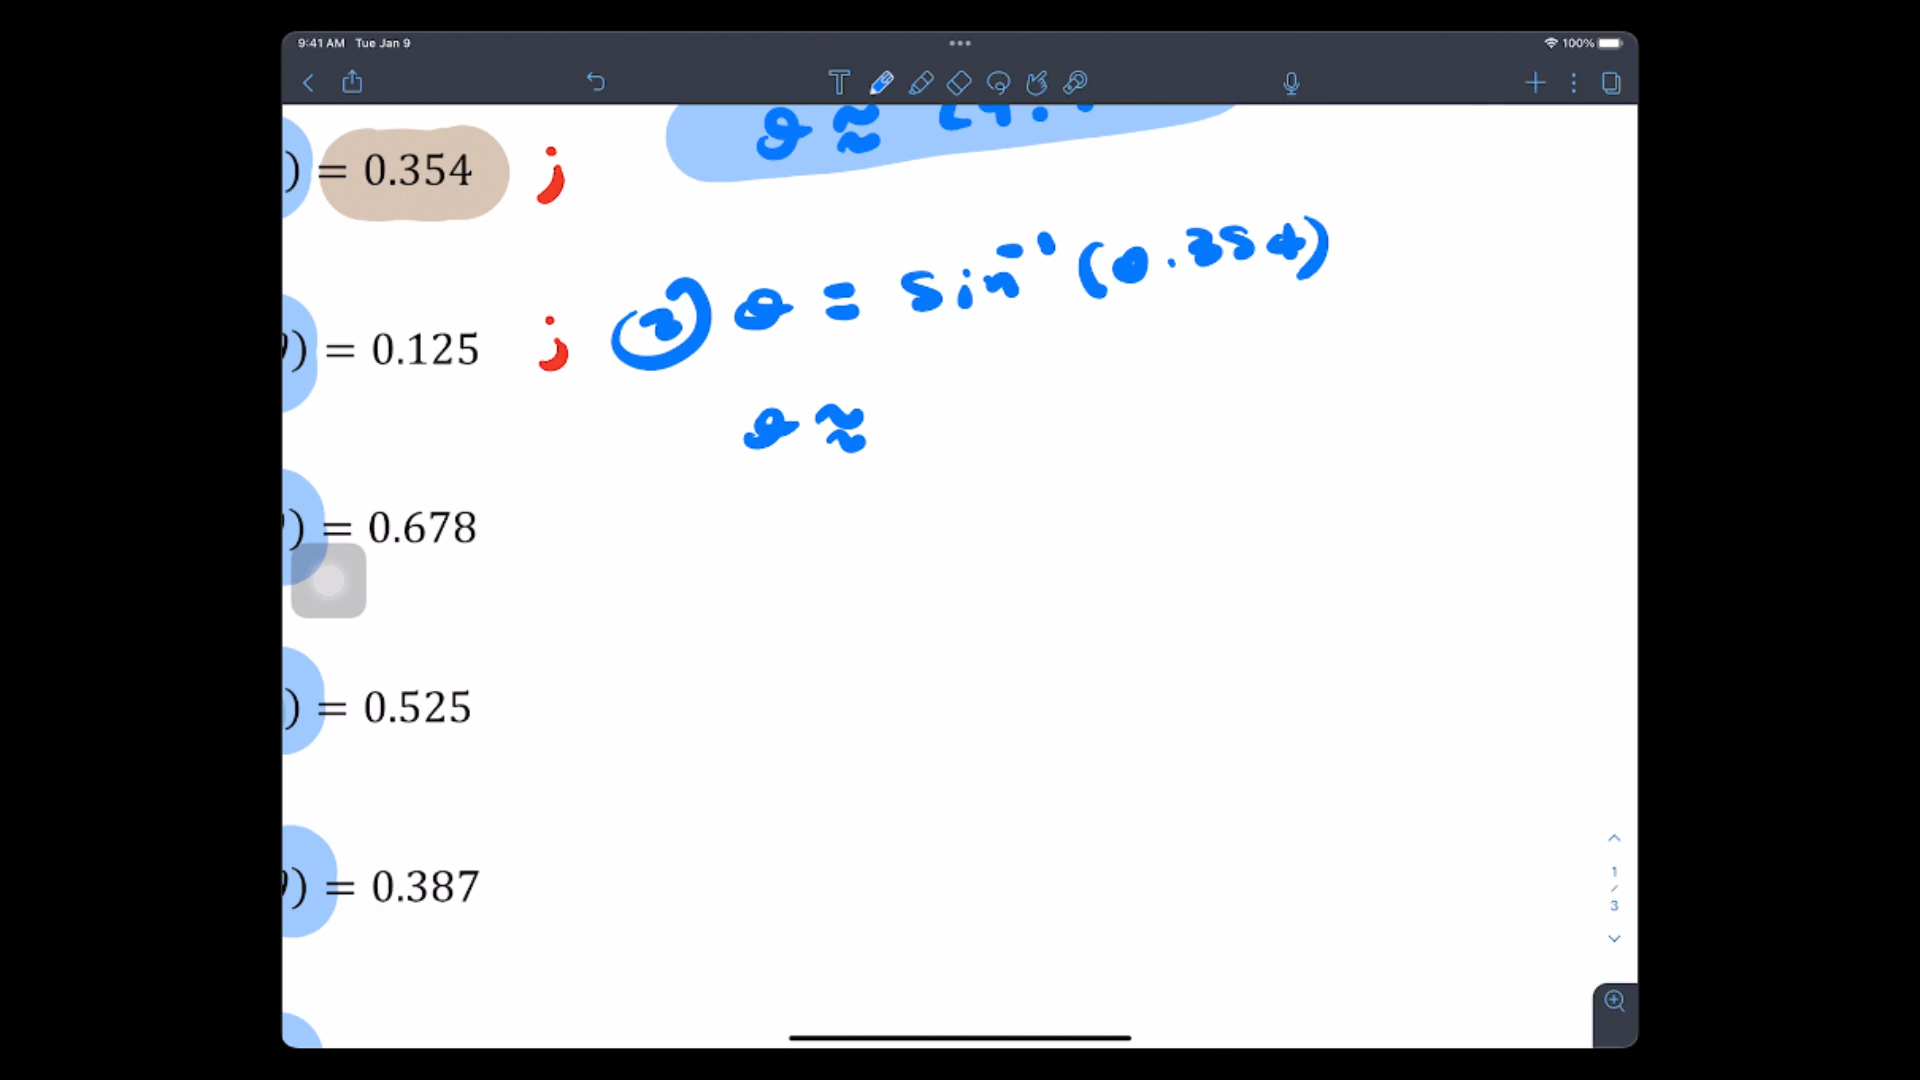 9:41 AM Tue Jan 9
100%
) = 0.354 ;
θ ≈ 
② θ = sin⁻¹ (0.354)
) = 0.125 ;
θ ≈
) = 0.678
) = 0.525
) = 0.387
1
/
3